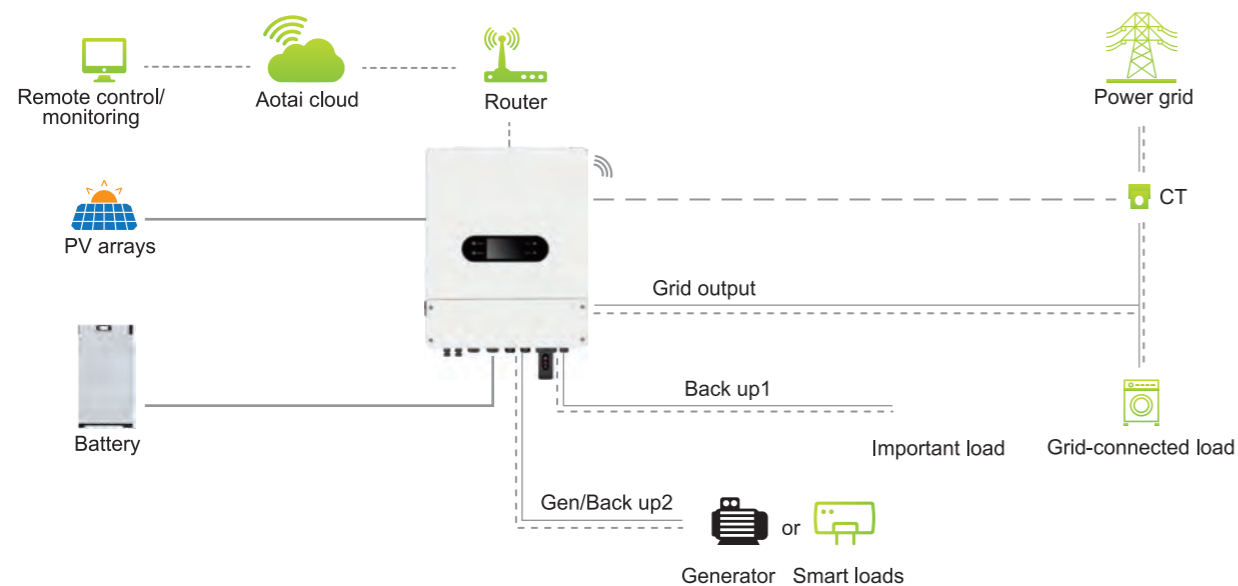 Remote control/
monitoring
Aotai cloud
Router
Power grid
PV arrays
CT
Grid output
Battery
Back up1
Important load
Grid-connected load
Gen/Back up2
or
Generator
Smart loads